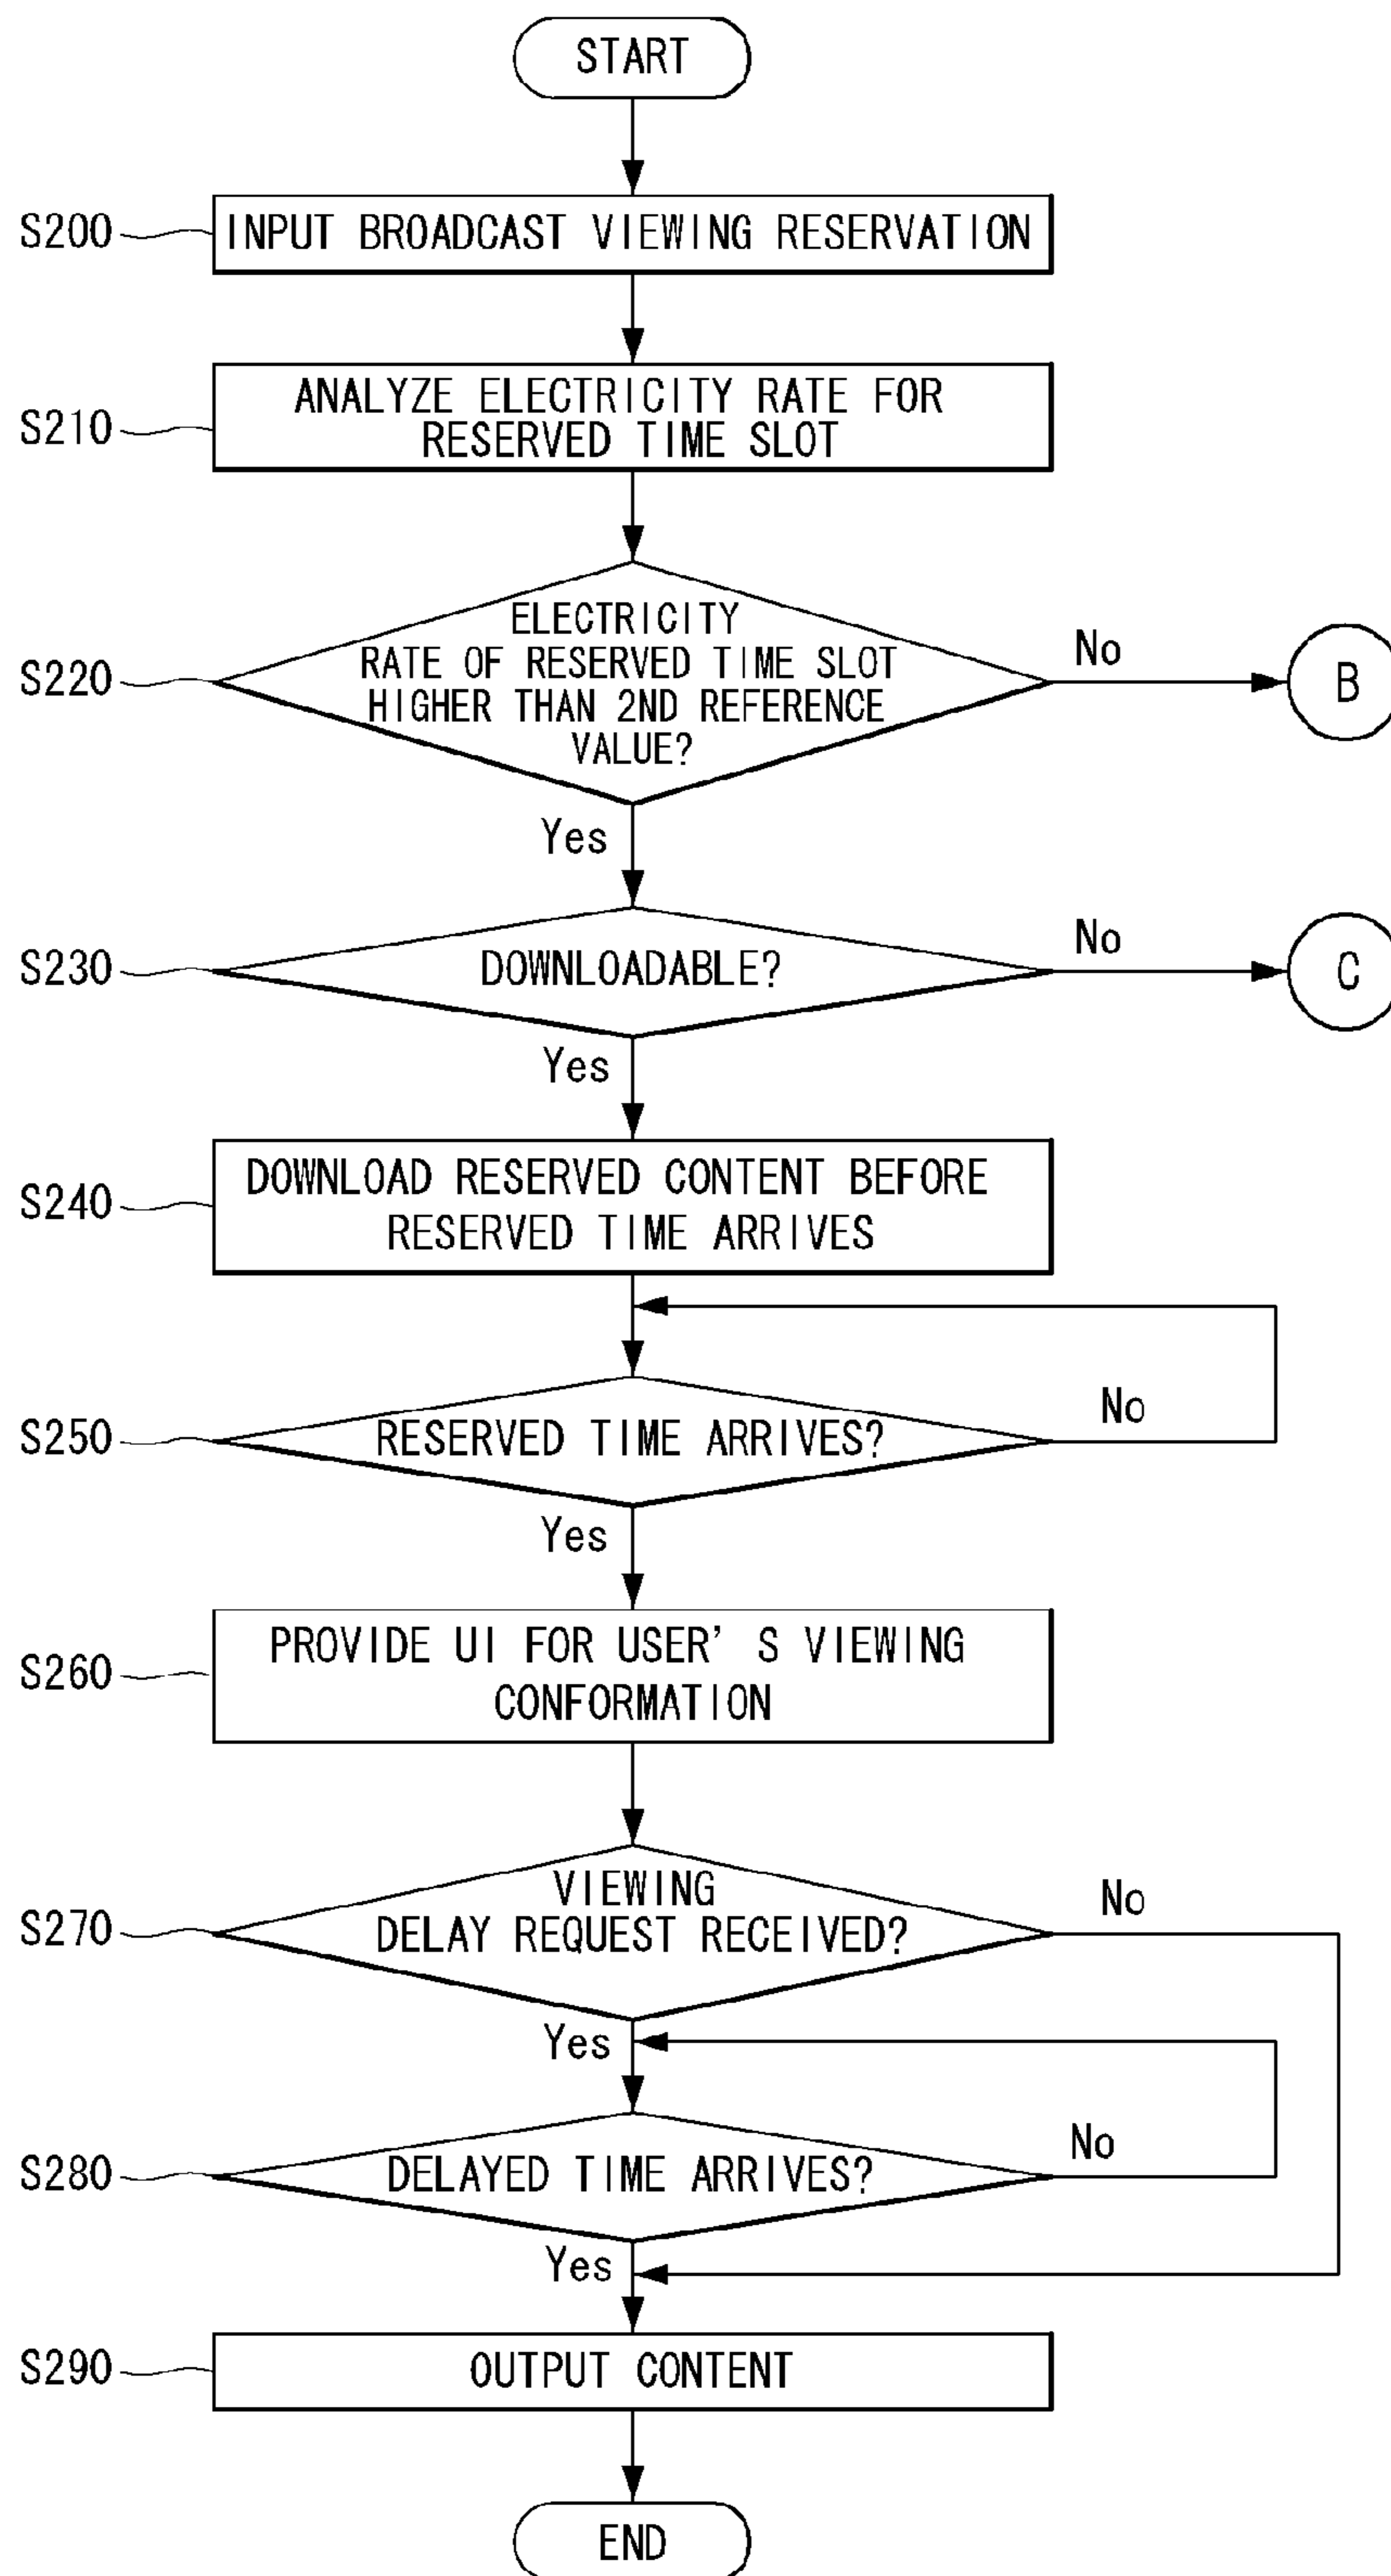 START
S200
INPUT BROADCAST VIEWING RESERVATION
S210
ANALYZE ELECTRICITY RATE FOR
RESERVED TIME SLOT
S220
ELECTRICITY
RATE OF RESERVED TIME SLOT
HIGHER THAN 2ND REFERENCE
VALUE?
No
B
Yes
S230
DOWNLOADABLE?
No
C
Yes
S240
DOWNLOAD RESERVED CONTENT BEFORE
RESERVED TIME ARRIVES
S250
RESERVED TIME ARRIVES?
No
Yes
S260
PROVIDE UI FOR USER' S VIEWING
CONFORMATION
S270
VIEWING
DELAY REQUEST RECEIVED?
No
Yes
S280
DELAYED TIME ARRIVES?
No
Yes
S290
OUTPUT CONTENT
END